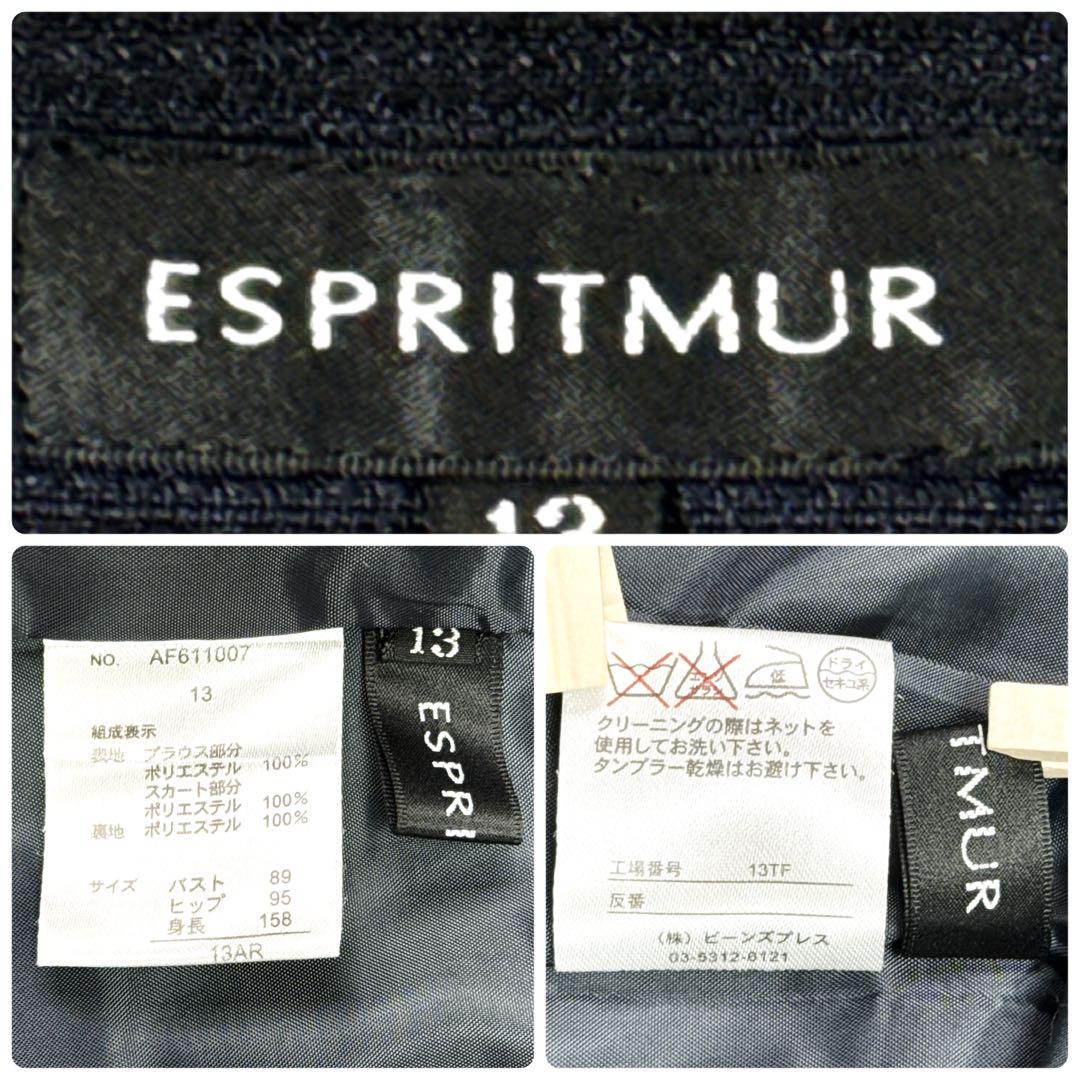 ESPRITMUR
13
NO. AF611007
13
組成表示
表地 ブラウス部分
ポリエステル 100%
スカート部分
ポリエステル 100%
裏地 ポリエステル 100%
サイズ バスト 89
ヒップ 95
身長 158
13AR
13
ESPRI
低
ドライ
セキユ系
クリーニングの際はネットを
使用してお洗い下さい。
タンブラー乾燥はお避け下さい。
工場番号 13TF
反番
(株) ビーンズプレス
03-5312-6121
TMUR